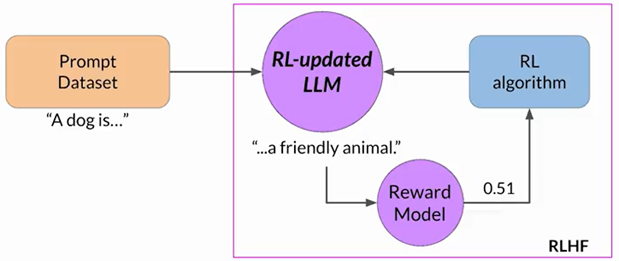 Prompt
Dataset
"A dog is..."
RL-updated
LLM
"...a friendly animal."
RL
algorithm
Reward
Model
0.51
RLHF